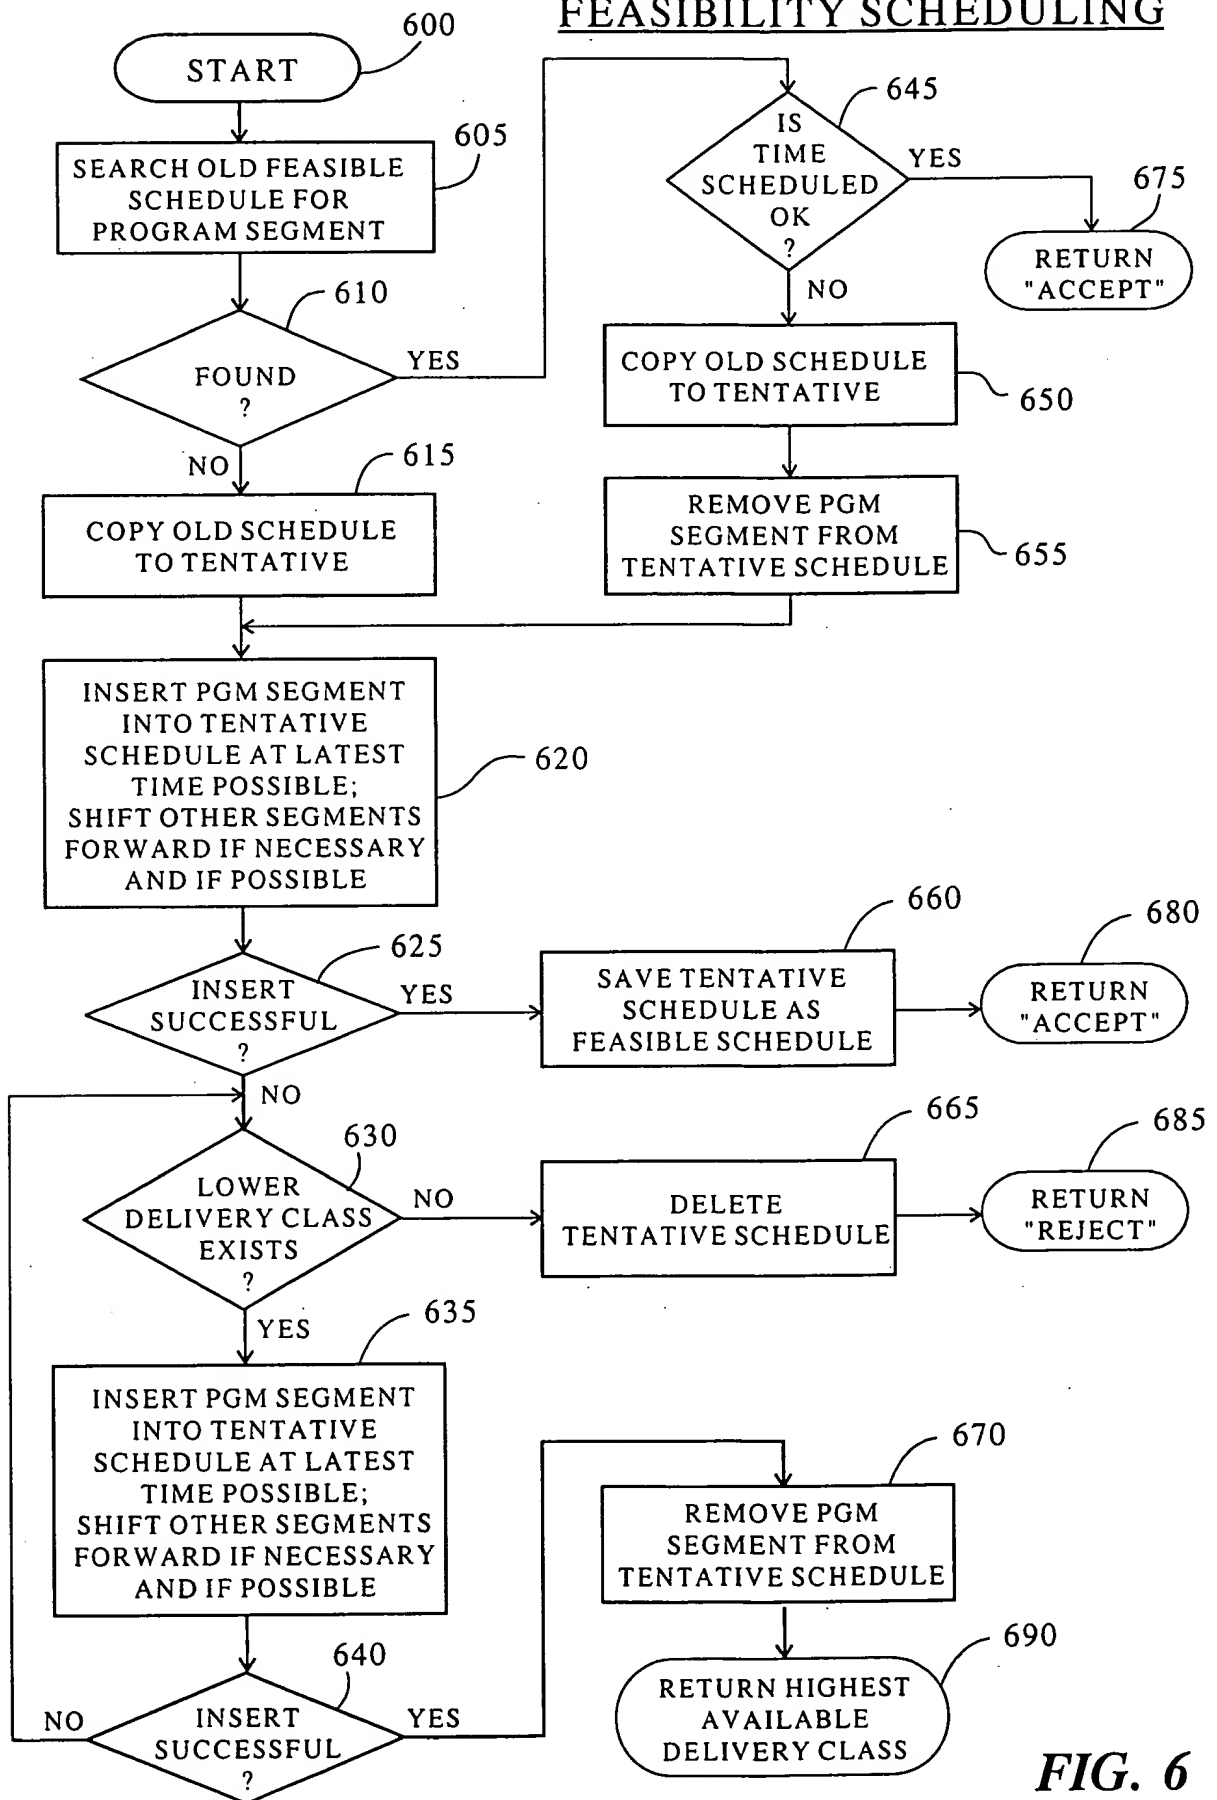 FEASIBILITY SCHEDULING
START
600
SEARCH OLD FEASIBLE
SCHEDULE FOR
PROGRAM SEGMENT
605
FOUND
?
610
YES
NO
COPY OLD SCHEDULE
TO TENTATIVE
615
IS
TIME
SCHEDULED
OK
?
645
YES
RETURN
"ACCEPT"
675
NO
COPY OLD SCHEDULE
TO TENTATIVE
650
REMOVE PGM
SEGMENT FROM
TENTATIVE SCHEDULE
655
INSERT PGM SEGMENT
INTO TENTATIVE
SCHEDULE AT LATEST
TIME POSSIBLE;
SHIFT OTHER SEGMENTS
FORWARD IF NECESSARY
AND IF POSSIBLE
620
INSERT
SUCCESSFUL
?
625
YES
SAVE TENTATIVE
SCHEDULE AS
FEASIBLE SCHEDULE
660
RETURN
"ACCEPT"
680
NO
LOWER
DELIVERY CLASS
EXISTS
?
630
NO
DELETE
TENTATIVE SCHEDULE
665
RETURN
"REJECT"
685
YES
INSERT PGM SEGMENT
INTO TENTATIVE
SCHEDULE AT LATEST
TIME POSSIBLE;
SHIFT OTHER SEGMENTS
FORWARD IF NECESSARY
AND IF POSSIBLE
635
INSERT
SUCCESSFUL
?
640
NO
YES
REMOVE PGM
SEGMENT FROM
TENTATIVE SCHEDULE
670
RETURN HIGHEST
AVAILABLE
DELIVERY CLASS
690
FIG. 6